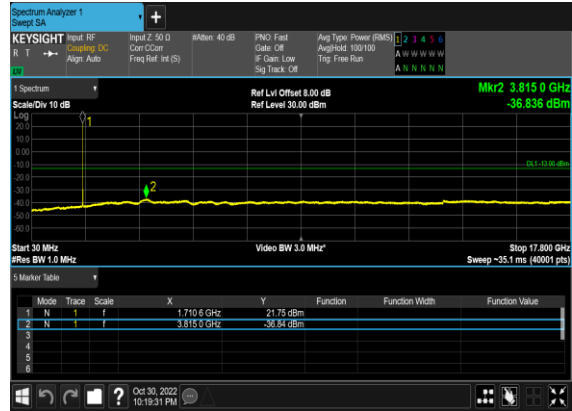 Spectrum Analyzer 1
Swept SA
+
KEYSIGHT Input: RF Input Z: 50 Ω #Atten: 40 dB PNO: Fast Avg Type: Power (RMS) 1 2 3 4 5 6
R T Coupling: DC Corr CCorr Gate: Off Avg|Hold: 100/100 A W W W W W
Align: Auto Freq Ref: Int (S) IF Gain: Low Trig: Free Run
Sig Track: Off A N N N N N
1 Spectrum Ref Lvl Offset 8.00 dB Mkr2 3.815 0 GHz
Scale/Div 10 dB Ref Level 30.00 dBm -36.836 dBm
Log
20.0
10.0
0.00
-10.0
-20.0
-30.0
-40.0
-50.0
-60.0
1
2
DL1 -13.00 dBm
Start 30 MHz Video BW 3.0 MHz* Stop 17.800 GHz
#Res BW 1.0 MHz Sweep ~35.1 ms (40001 pts)
5 Marker Table
Mode Trace Scale X Y Function Function Width Function Value
1 N 1 f 1.710 6 GHz 21.75 dBm
2 N 1 f 3.815 0 GHz -36.84 dBm
3
4
5
6
? Oct 30, 2022
10:19:31 PM